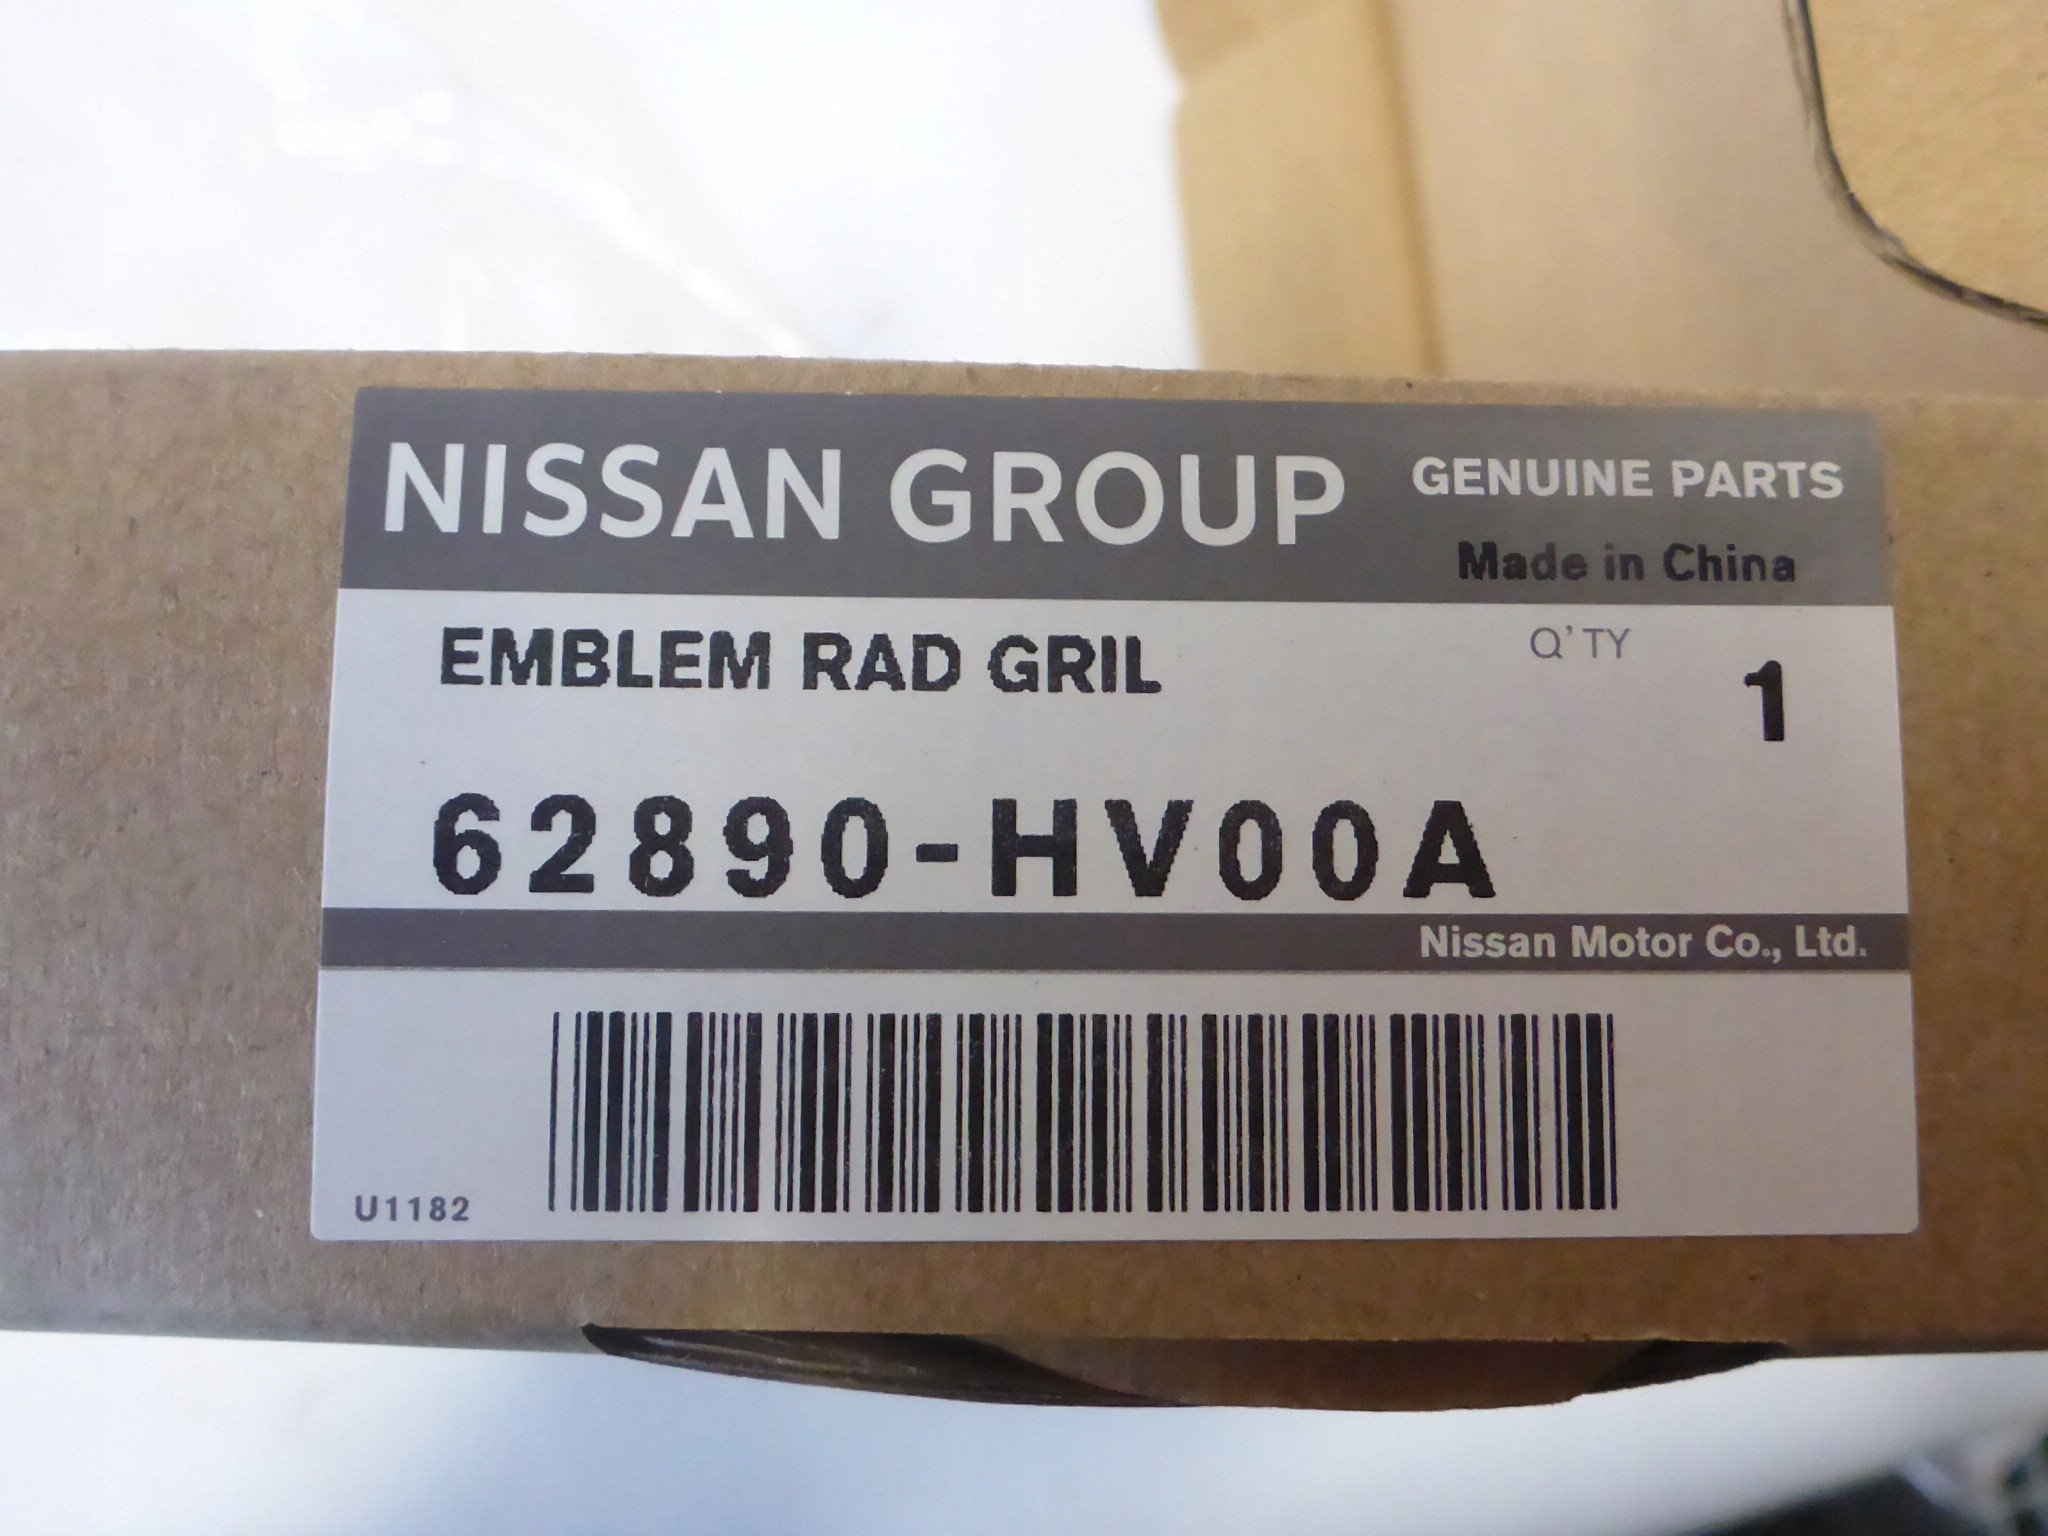 NISSAN GROUP
GENUINE PARTS
Made in China
EMBLEM RAD GRIL
Q'TY
1
62890-HV00A
Nissan Motor Co., Ltd.
U1182